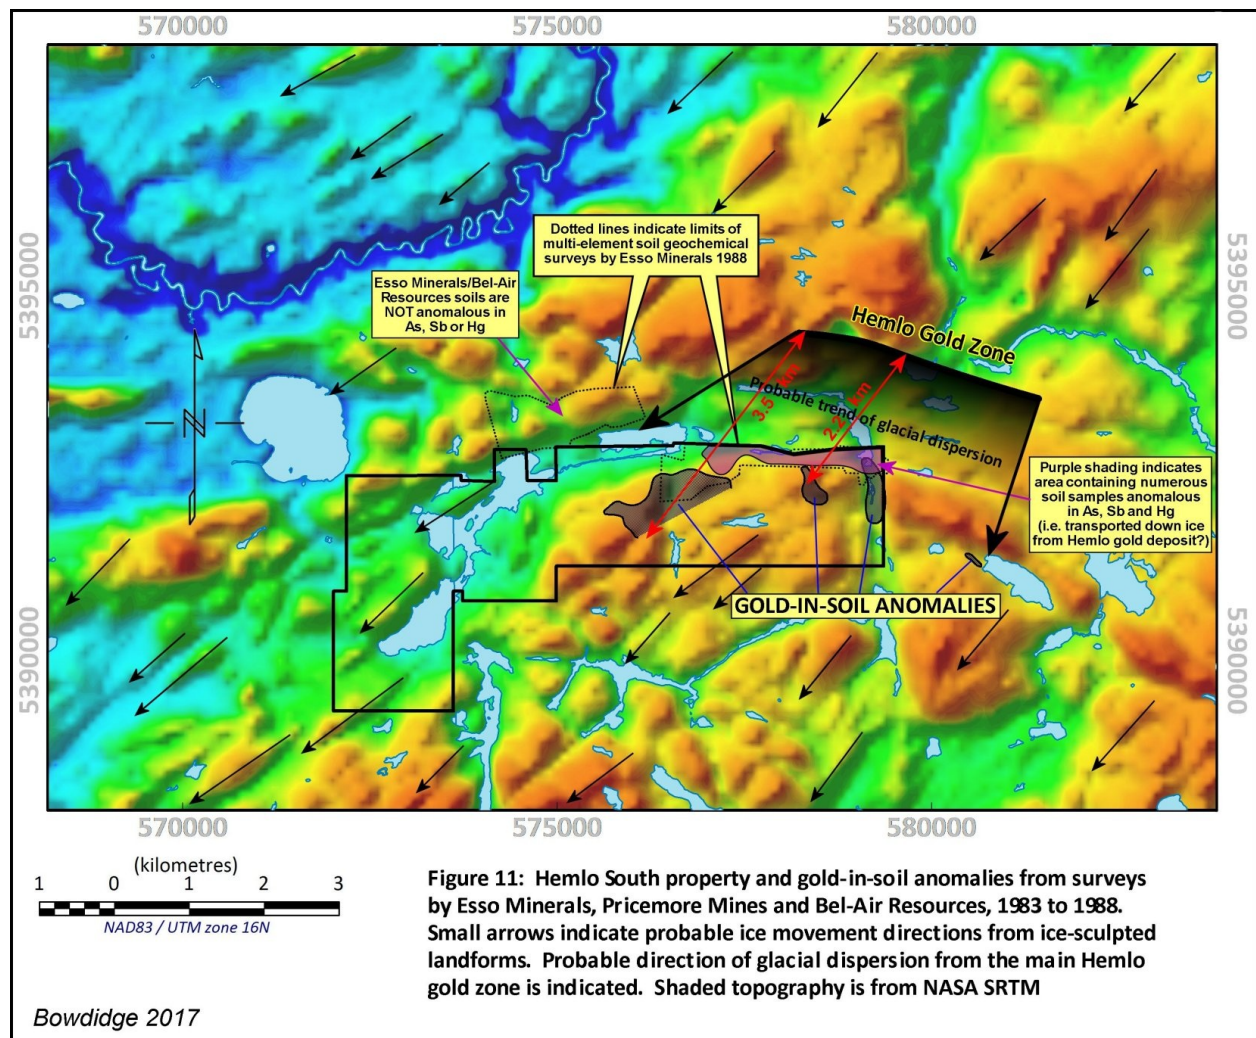 570000
575000
580000
5395000
5395000
Dotted lines indicate limits of
multi-element soil geochemical
surveys by Esso Minerals 1988
Esso Minerals/Bel-Air
Resources soils are
NOT anomalous in
As, Sb or Hg
Hemlo Gold Zone
3.5 km
2.2 km
Probable trend of glacial dispersion
N
Purple shading indicates
area containing numerous
soil samples anomalous
in As, Sb and Hg
(i.e. transported down ice
from Hemlo gold deposit?)
GOLD-IN-SOIL ANOMALIES
5390000
5390000
570000
575000
580000
(kilometres)
1 0 1 2 3
NAD83 / UTM zone 16N
Figure 11: Hemlo South property and gold-in-soil anomalies from surveys
by Esso Minerals, Pricemore Mines and Bel-Air Resources, 1983 to 1988.
Small arrows indicate probable ice movement directions from ice-sculpted
landforms. Probable direction of glacial dispersion from the main Hemlo
gold zone is indicated. Shaded topography is from NASA SRTM
Bowdidge 2017